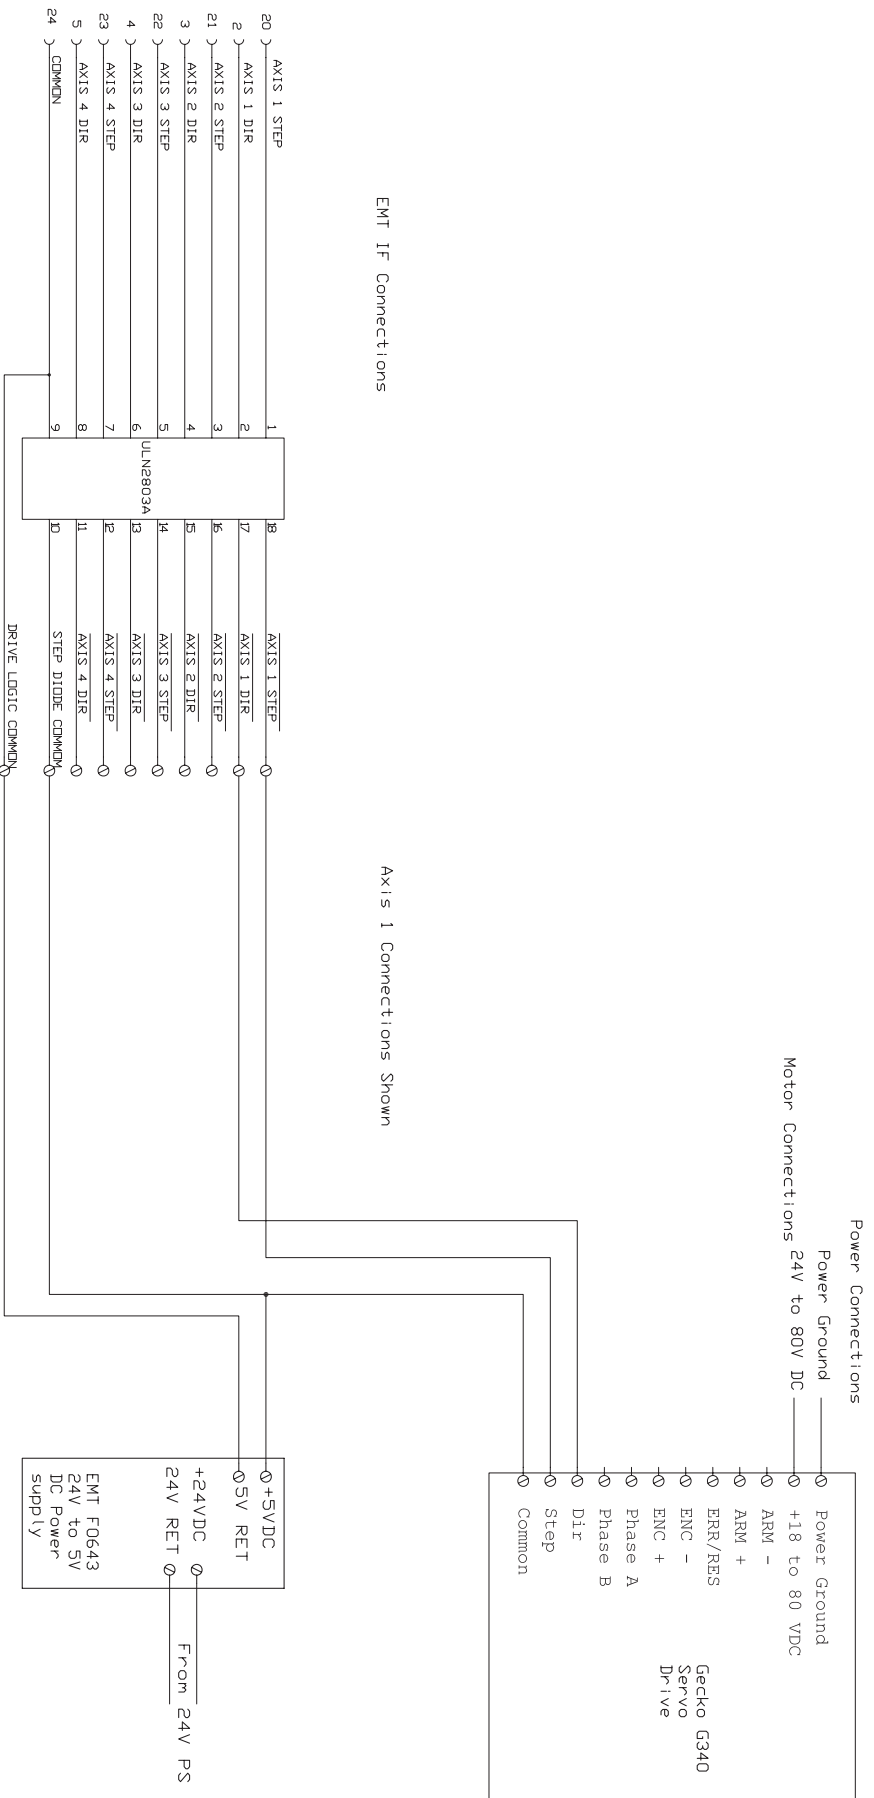 Power Connections
Power Ground
24V to 80V DC
Motor Connections
Power Ground
+18 to 80 VDC
ARM -
ARM +
ERR/RES
ENC -
ENC +
Phase A
Phase B
Dir
Step
Common
Gecko G340
Servo
Drive
EMT IF Connections
Axis 1 Connections Shown
20
AXIS 1 STEP
1
18
AXIS 1 STEP
2
AXIS 1 DIR
2
17
AXIS 1 DIR
21
AXIS 2 STEP
3
16
AXIS 2 STEP
3
AXIS 2 DIR
4
15
AXIS 2 DIR
22
AXIS 3 STEP
5
14
AXIS 3 STEP
4
AXIS 3 DIR
6
13
AXIS 3 DIR
23
AXIS 4 STEP
7
12
AXIS 4 STEP
5
AXIS 4 DIR
8
11
AXIS 4 DIR
24
COMMON
9
10
STEP DIODE COMMOM
ULN2803A
DRIVE LOGIC COMMON
+5VDC
5V RET
+24VDC
24V RET
From 24V PS
EMT F0643
24V to 5V
DC Power
supply